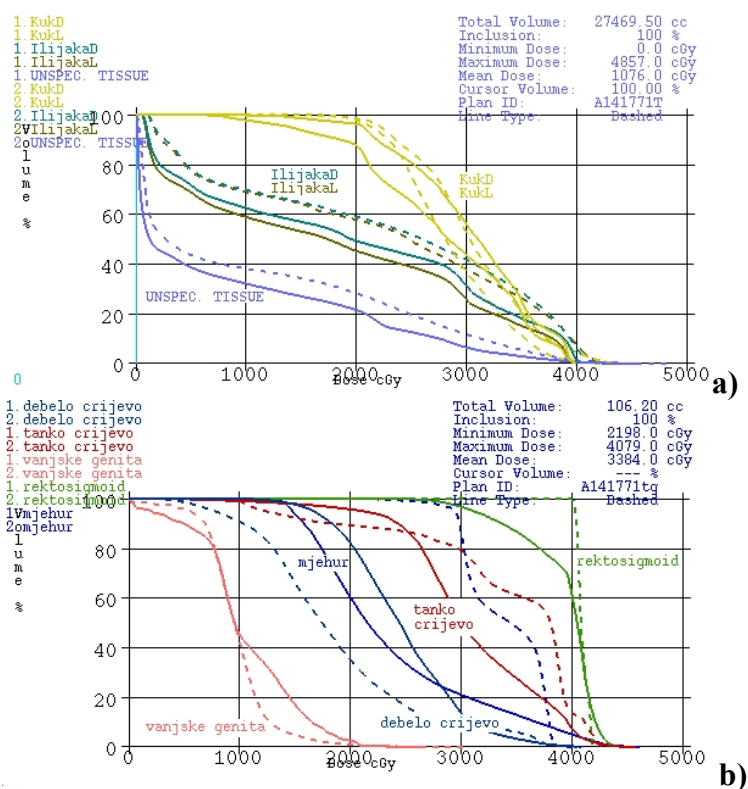 1.KukD
1.KukL
1.IlijakaD
1.IlijakaL
1.UNSPEC. TISSUE
2.KukD
2.KukL
2.IlijakaD
2.IlijakaL
2.UNSPEC. TISSUE
Total Volume: 27469.50 cc
Inclusion: 100 %
Minimum Dose: 0.0 cGy
Maximum Dose: 4857.0 cGy
Mean Dose: 1076.0 cGy
Cursor Volume: 100.00 %
Plan ID: A141771T
Line Type: Dashed
Volume %
100
80
60
40
20
0
IlijakaD
IlijakaL
KukD
KukL
UNSPEC. TISSUE
0 1000 2000 3000 4000 5000
Dose cGy
0
a)
1.debelo crijevo
2.debelo crijevo
1.tanko crijevo
2.tanko crijevo
1.vanjske genita
2.vanjske genita
1.rektosigmoid
2.rektosigmoid
1.mjehur
2.mjehur
Total Volume: 106.20 cc
Inclusion: 100 %
Minimum Dose: 2198.0 cGy
Maximum Dose: 4079.0 cGy
Mean Dose: 3384.0 cGy
Cursor Volume: --- %
Plan ID: A141771tg
Line Type: Dashed
Volume %
100
80
60
40
20
0
mjehur
rektosigmoid
tanko
crijevo
vanjske genita
debelo crijevo
0 1000 2000 3000 4000 5000
Dose cGy
b)